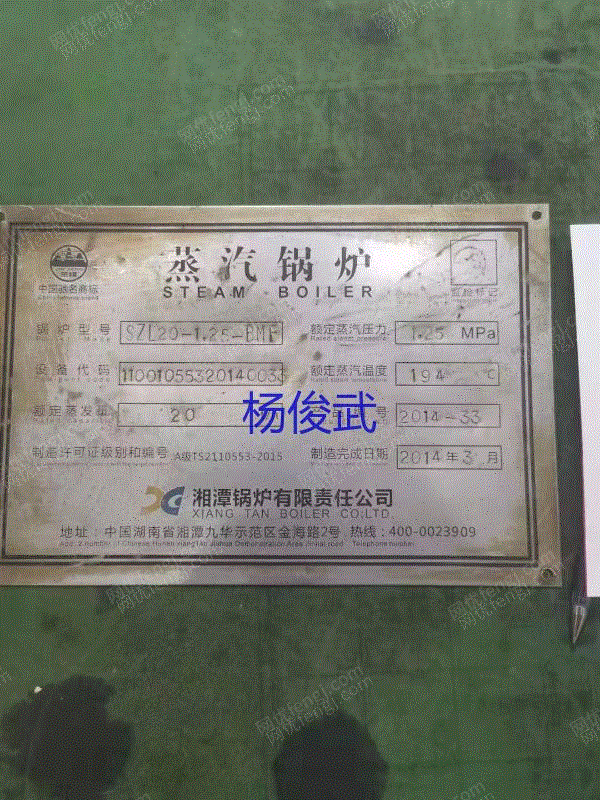 蒸汽锅炉
STEAM BOILER
中国驰名商标
锅炉型号 SZL20-1.25-BMF 额定蒸汽压力 1.25 MPa
设备代码 11001055320140033 额定蒸汽温度 194 ℃
额定蒸发量 20 号 2014-33
杨俊武
制造许可证级别和编号 A级TS2110553-2015 制造完成日期 2014年3月
湘潭锅炉有限责任公司
XIANG TAN BOILER CO.LTD.
地址: 中国湖南省湘潭九华示范区金海路2号 热线: 400-0023909